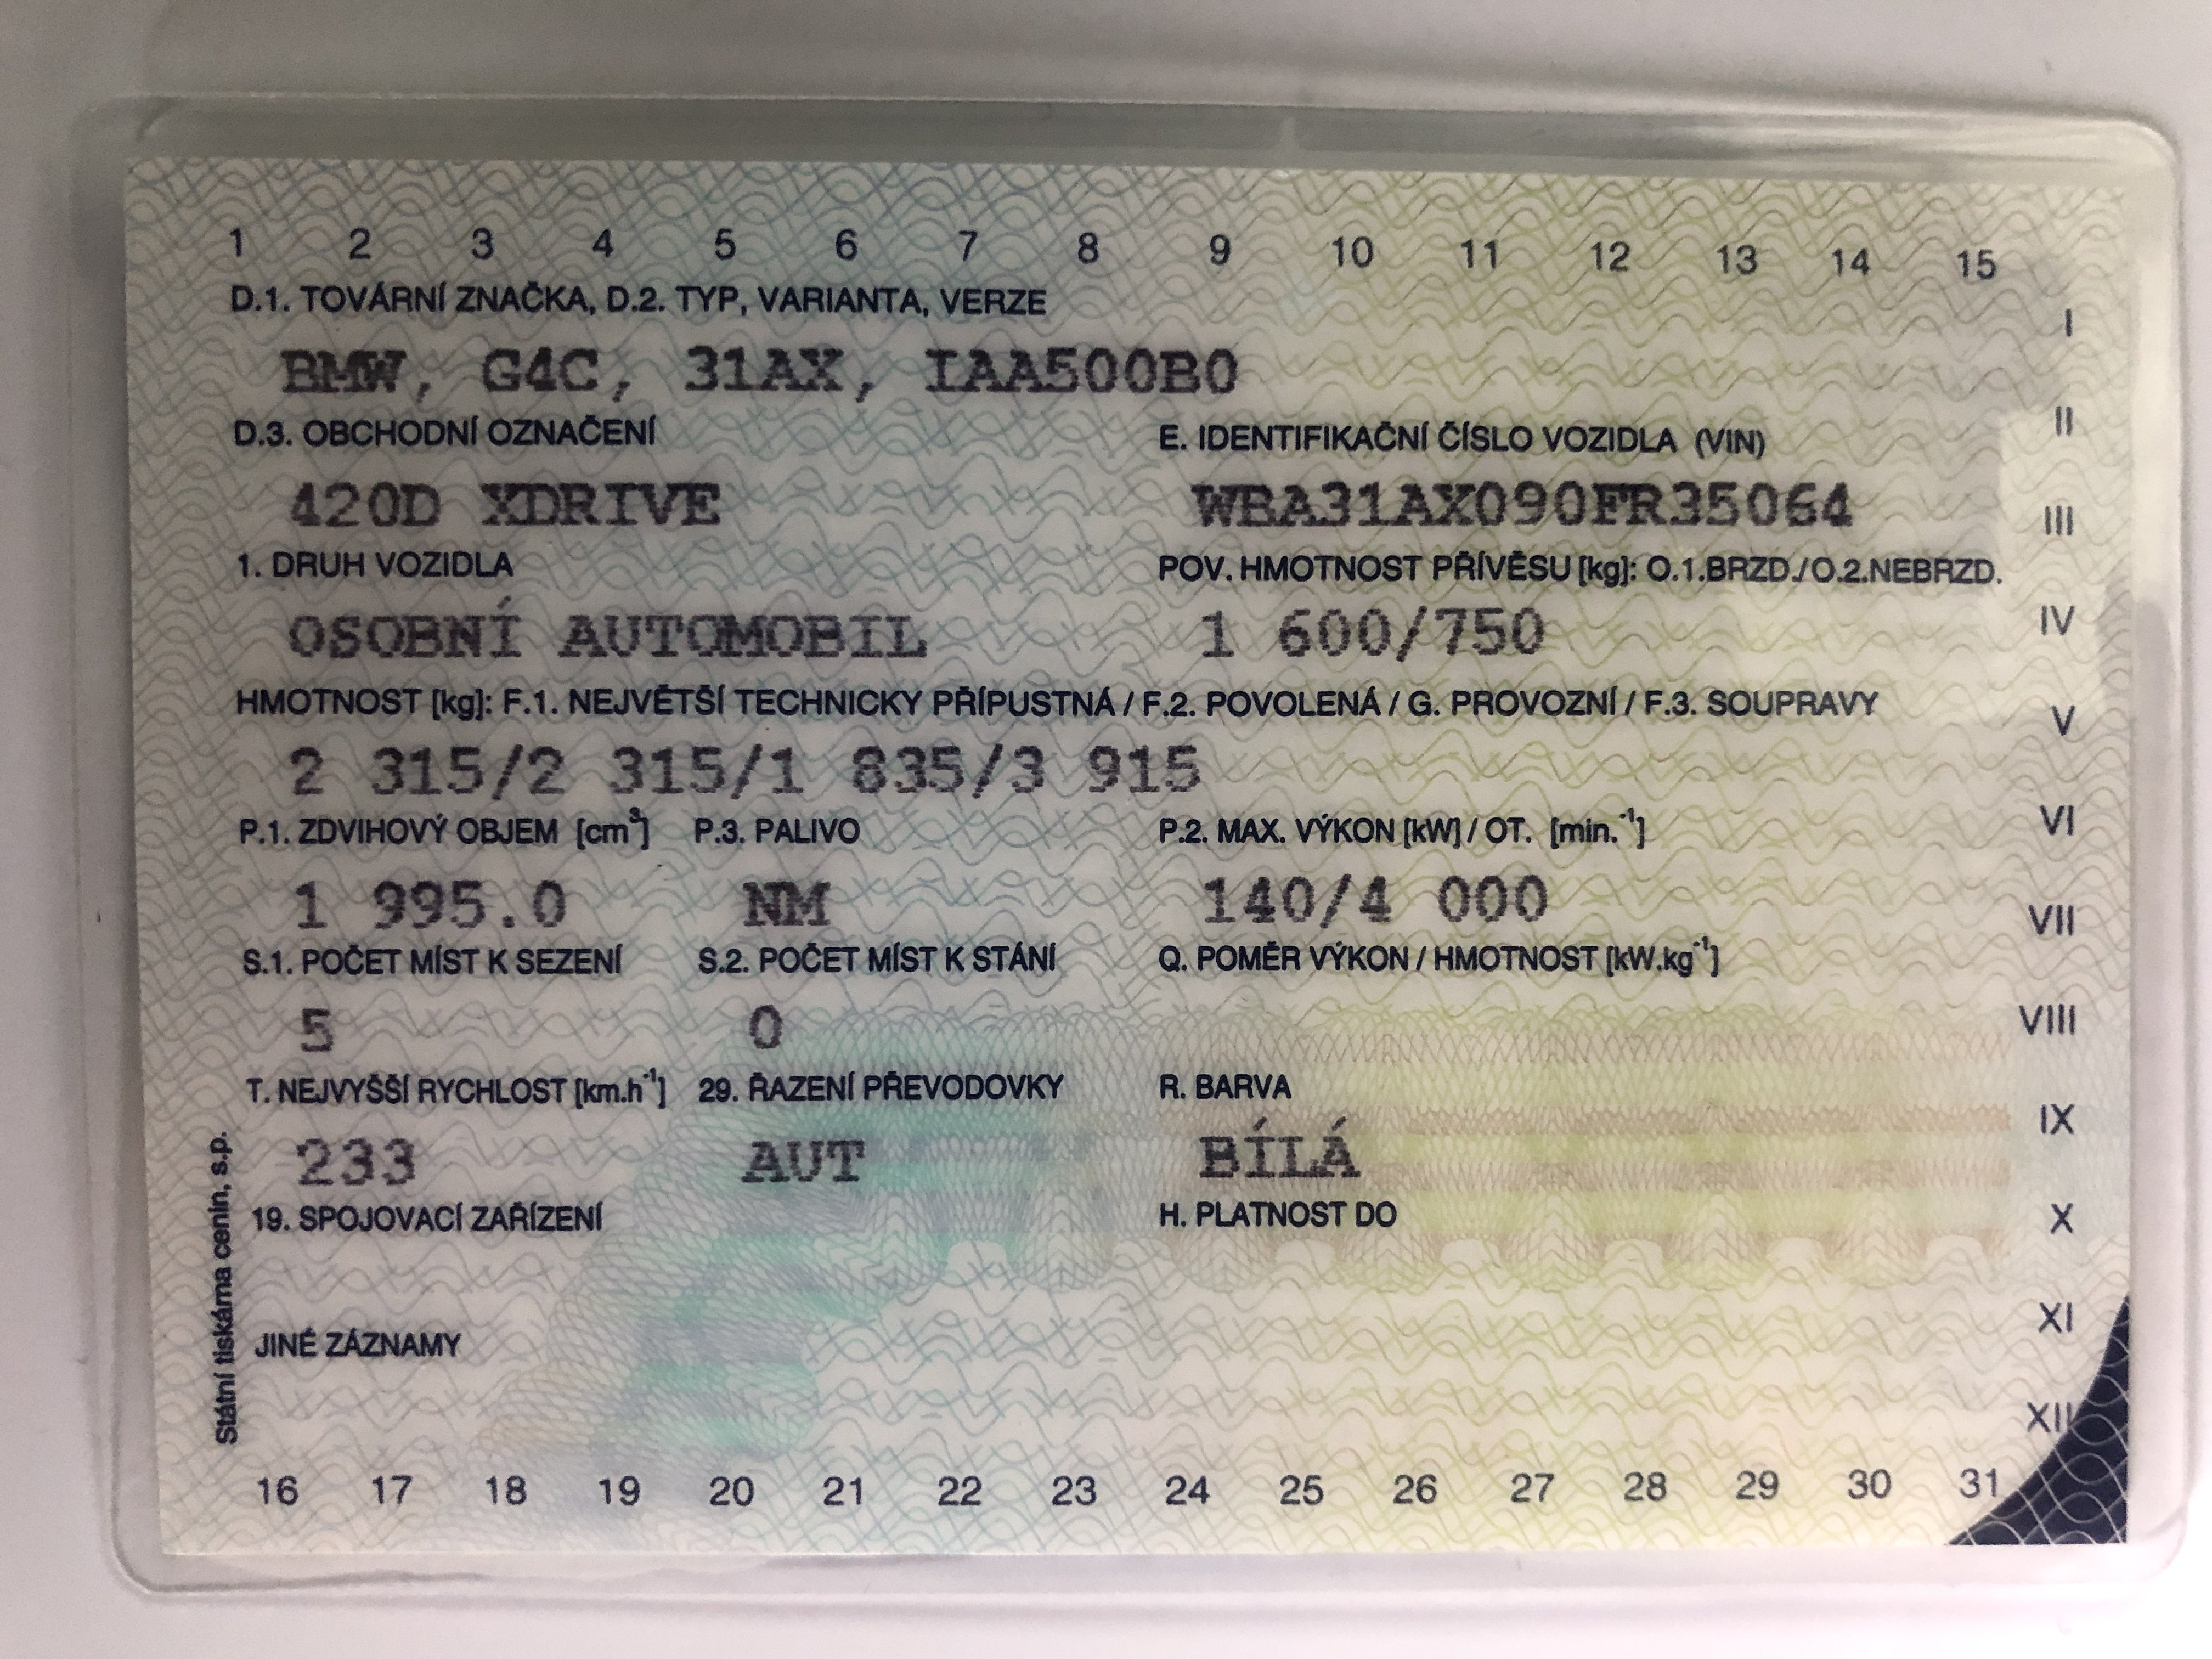 1 2 3 4 5 6 7 8 9 10 11 12 13 14 15
D.1. TOVÁRNÍ ZNAČKA, D.2. TYP, VARIANTA, VERZE
I
BMW, G4C, 31AX, IAA500B0
D.3. OBCHODNÍ OZNAČENÍ E. IDENTIFIKAČNÍ ČÍSLO VOZIDLA (VIN)
II
420D XDRIVE WBA31AX090FR35064
III
1. DRUH VOZIDLA POV. HMOTNOST PŘÍVĚSU [kg]: O.1.BRZD./O.2.NEBRZD.
OSOBNÍ AUTOMOBIL 1 600/750
IV
HMOTNOST [kg]: F.1. NEJVĚTŠÍ TECHNICKY PŘÍPUSTNÁ / F.2. POVOLENÁ / G. PROVOZNÍ / F.3. SOUPRAVY
V
2 315/2 315/1 835/3 915
P.1. ZDVIHOVÝ OBJEM [cm³] P.3. PALIVO P.2. MAX. VÝKON [kW] / OT. [min.⁻¹]
VI
1 995.0 NM 140/4 000
VII
S.1. POČET MÍST K SEZENÍ S.2. POČET MÍST K STÁNÍ Q. POMĚR VÝKON / HMOTNOST [kW.kg⁻¹]
5 0
VIII
T. NEJVYŠŠÍ RYCHLOST [km.h⁻¹] 29. ŘAZENÍ PŘEVODOVKY R. BARVA
IX
233 AUT BÍLÁ
19. SPOJOVACÍ ZAŘÍZENÍ H. PLATNOST DO
X
XI
JINÉ ZÁZNAMY
XII
Státní tiskárna cenin, s.p.
16 17 18 19 20 21 22 23 24 25 26 27 28 29 30 31